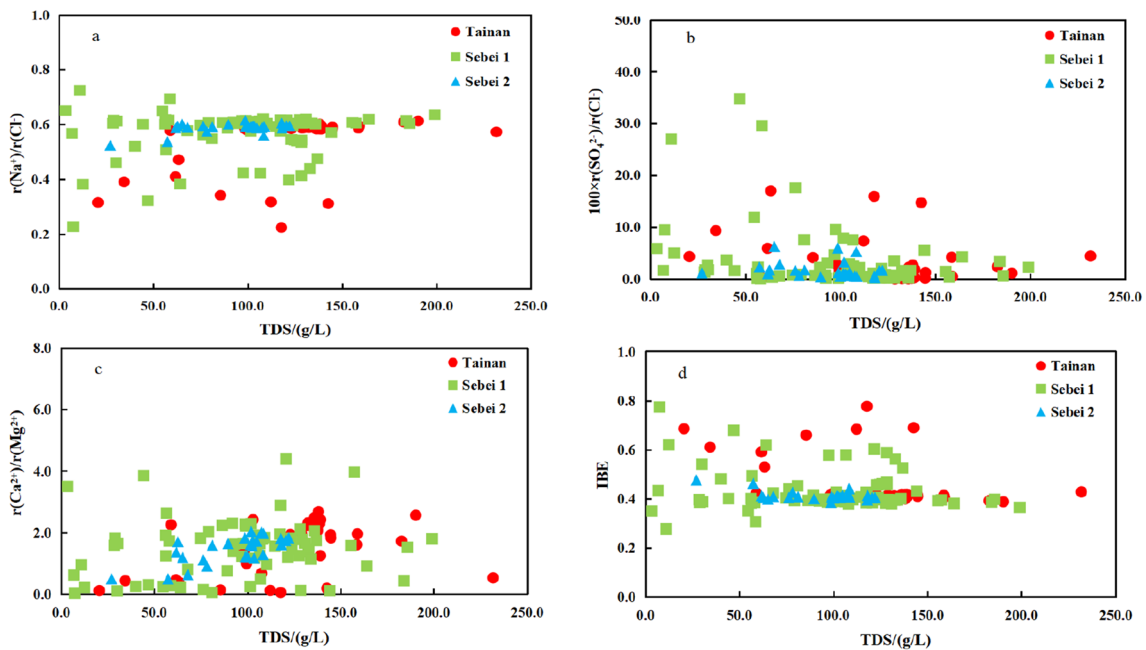 a
1.0
0.8
0.6
0.4
0.2
0.0
r(Na⁺)/r(Cl⁻)
0.0 50.0 100.0 150.0 200.0 250.0
TDS/(g/L)
Tainan
Sebei 1
Sebei 2
b
50.0
40.0
30.0
20.0
10.0
0.0
100×r(SO₄²⁻)/r(Cl⁻)
0.0 50.0 100.0 150.0 200.0 250.0
TDS/(g/L)
Tainan
Sebei 1
Sebei 2
c
8.0
6.0
4.0
2.0
0.0
r(Ca²⁺)/r(Mg²⁺)
0.0 50.0 100.0 150.0 200.0 250.0
TDS/(g/L)
Tainan
Sebei 1
Sebei 2
d
1.0
0.8
0.6
0.4
0.2
0.0
IBE
0.0 50.0 100.0 150.0 200.0 250.0
TDS/(g/L)
Tainan
Sebei 1
Sebei 2